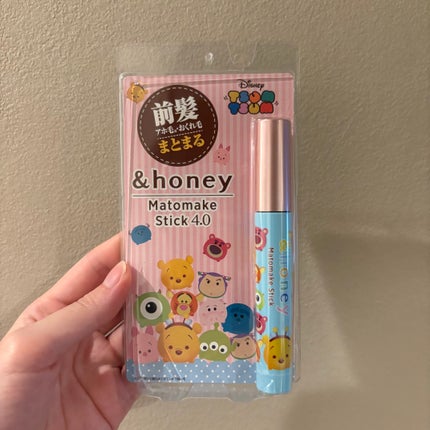 Disney
TSUM
TSUM
前髪
アホ毛・おくれ毛
まとまる
&honey
Matomake
Stick 4.0
&honey
Matomake Stick